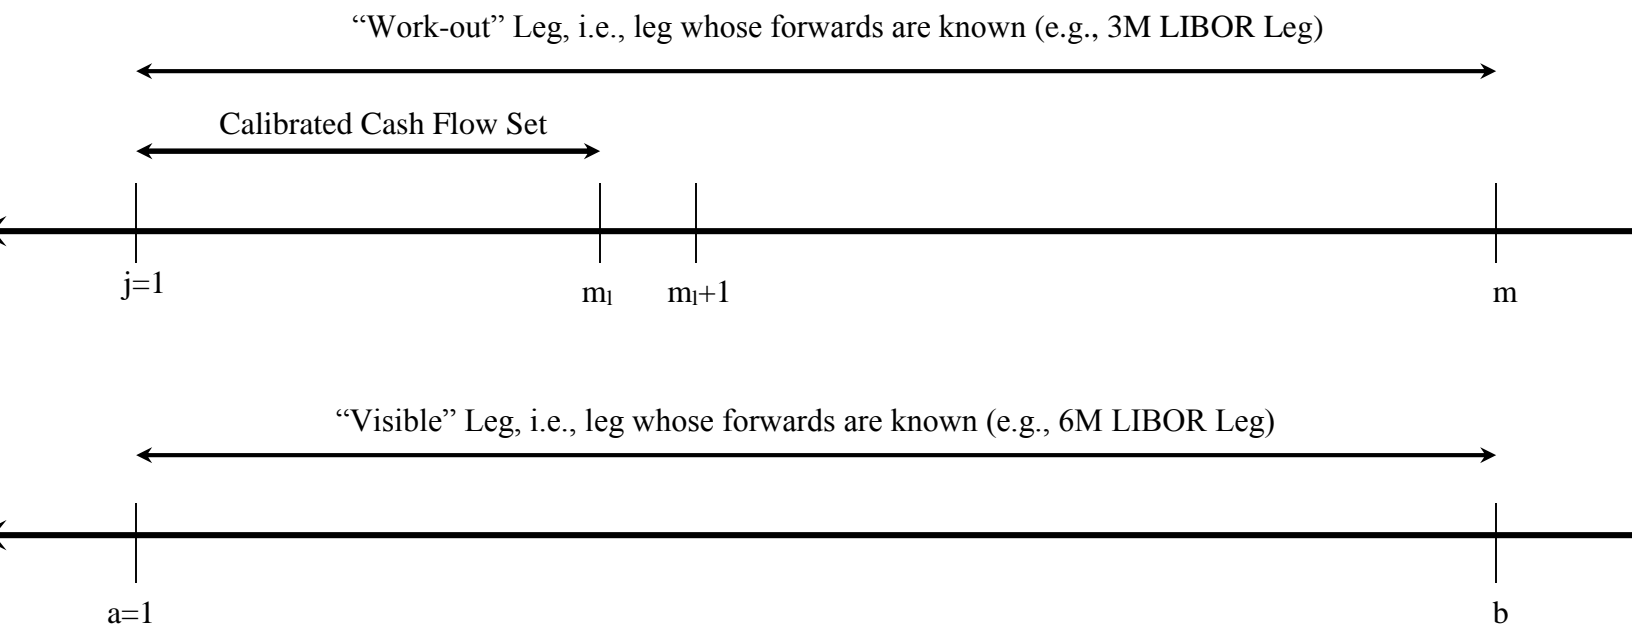 “Work-out” Leg, i.e., leg whose forwards are known (e.g., 3M LIBOR Leg)
Calibrated Cash Flow Set
j=1 mₗ mₗ+1 m
“Visible” Leg, i.e., leg whose forwards are known (e.g., 6M LIBOR Leg)
a=1 b